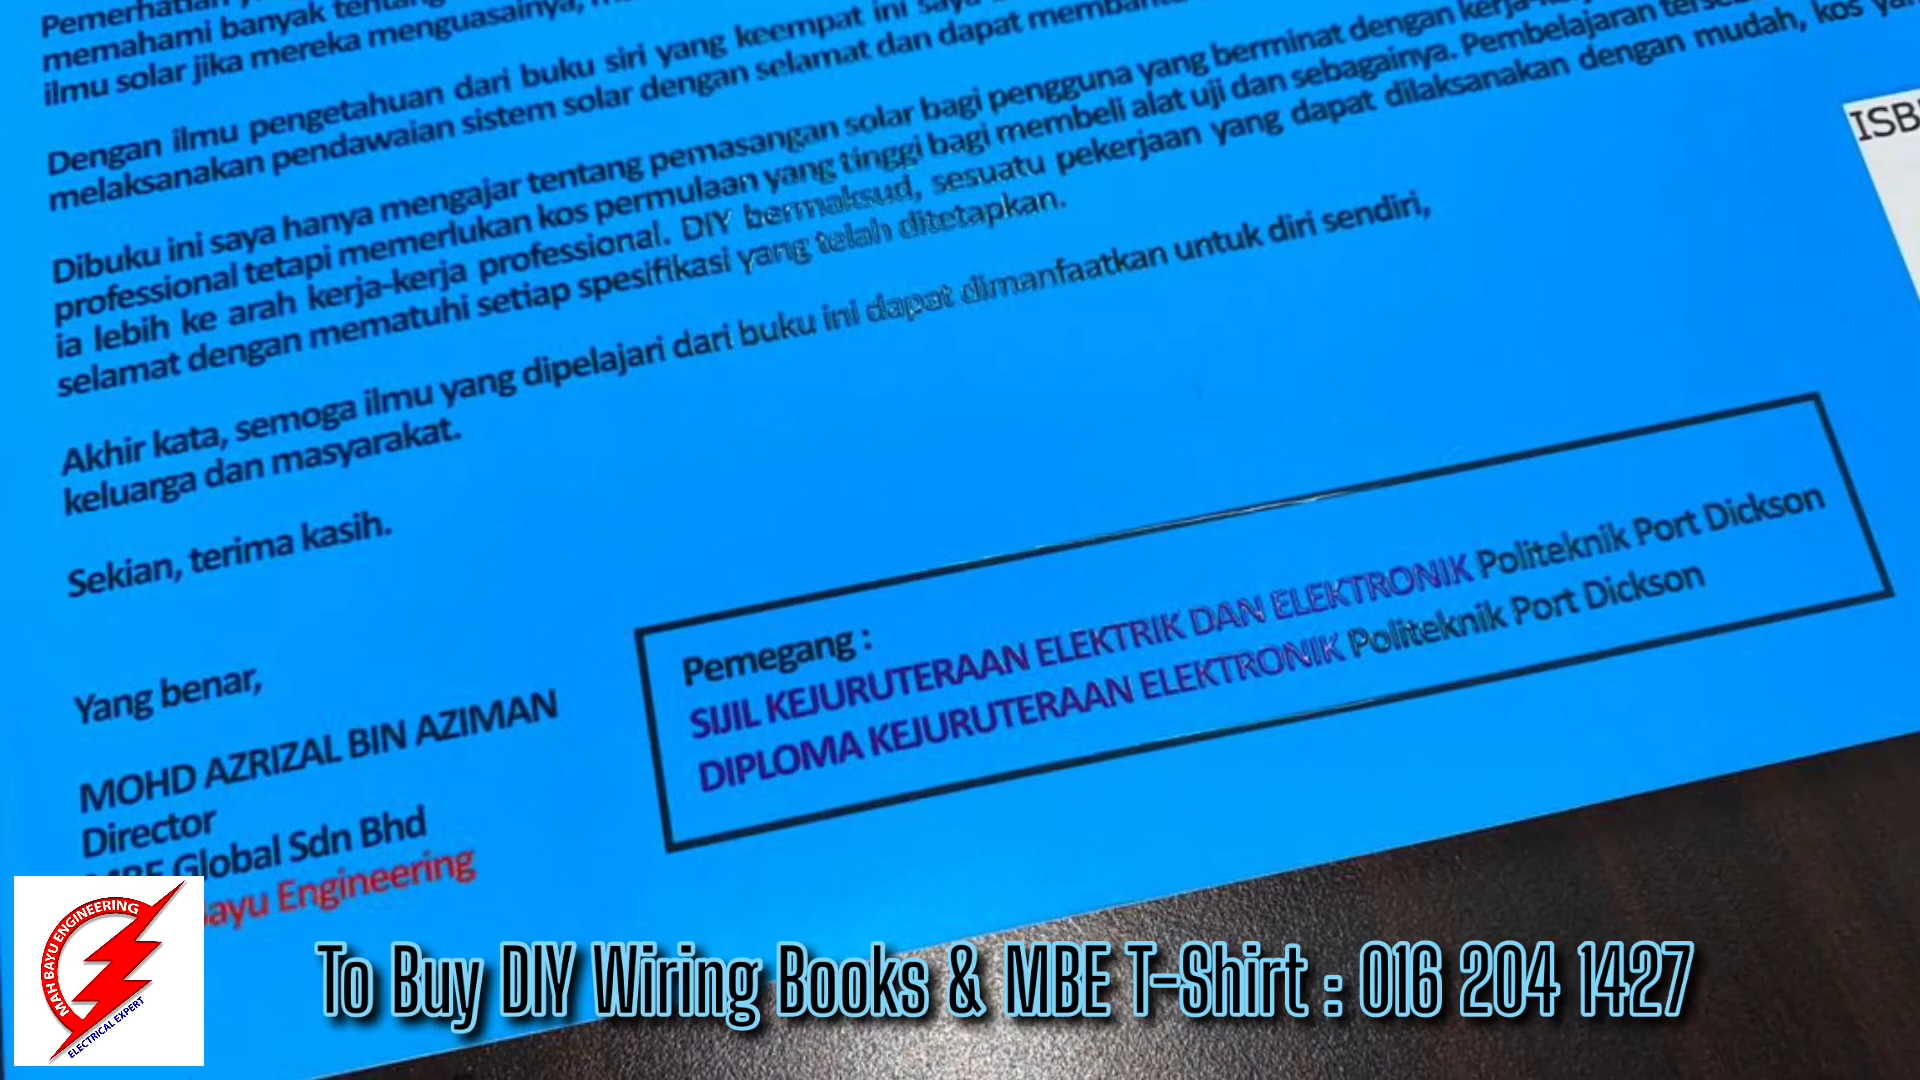 Pemerhatian
memahami banyak tentang
ilmu solar jika mereka menguasainya,
Dengan ilmu pengetahuan dari buku siri yang keempat ini saya
melaksanakan pendawaian sistem solar dengan selamat dan dapat
Dibuku ini saya hanya mengajar tentang pemasangan solar bagi pengguna yang berminat dengan
professional tetapi memerlukan kos permulaan yang tinggi bagi membeli alat uji dan sebagainya. Pembelajaran
ia lebih ke arah kerja-kerja professional. DIY bermaksud, sesuatu pekerjaan yang dapat dilaksanakan dengan mudah, kos
selamat dengan mematuhi setiap spesifikasi yang telah ditetapkan.
Akhir kata, semoga ilmu yang dipelajari dari buku ini dapat dimanfaatkan untuk diri sendiri,
keluarga dan masyarakat.
Sekian, terima kasih.
Yang benar,
MOHD AZRIZAL BIN AZIMAN
Director
MBE Global Sdn Bhd
Bayu Engineering
Pemegang :
SIJIL KEJURUTERAAN ELEKTRIK DAN ELEKTRONIK Politeknik Port Dickson
DIPLOMA KEJURUTERAAN ELEKTRONIK Politeknik Port Dickson
MAH BAYU ENGINEERING
ELECTRICAL EXPERT
To Buy DIY Wiring Books & MBE T-Shirt : 016 204 1427